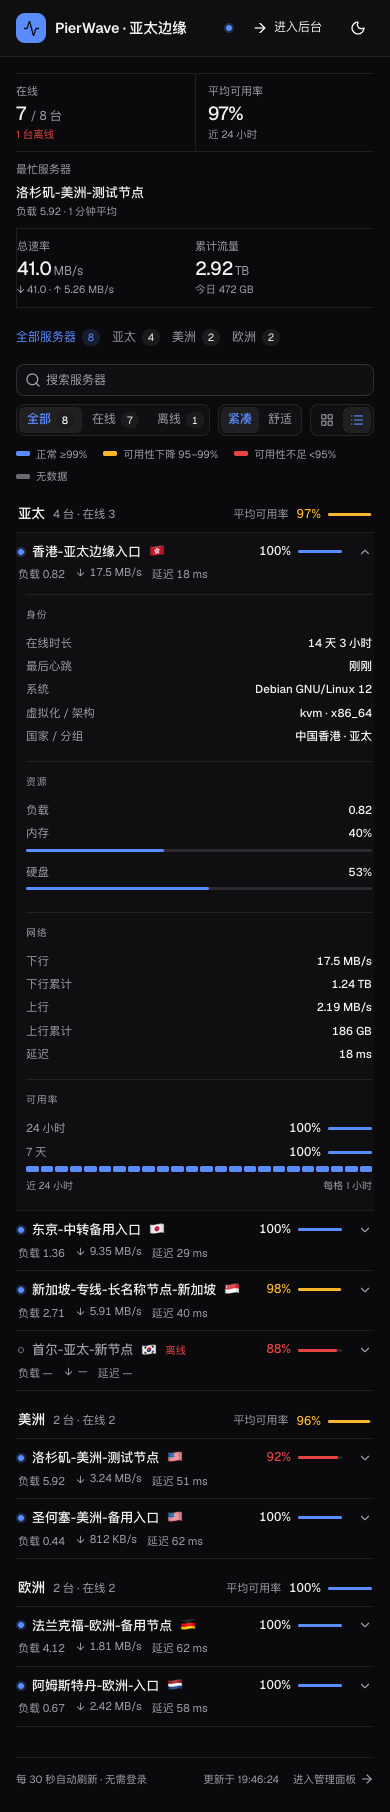 PierWave · 亚太边缘
进入后台
在线
平均可用率
7 / 8 台
97%
1 台离线
近 24 小时
最忙服务器
洛杉矶-美洲-测试节点
负载 5.92 · 1 分钟平均
总速率
累计流量
41.0 MB/s
2.92 TB
↓ 41.0 · ↑ 5.26 MB/s
今日 472 GB
全部服务器 8 亚太 4 美洲 2 欧洲 2
搜索服务器
全部 8 在线 7 离线 1 紧凑 舒适
正常 ≥99% 可用性下降 95–99% 可用性不足 <95%
无数据
亚太 4 台 · 在线 3 平均可用率 97%
香港-亚太边缘入口 🇭🇰 100%
负载 0.82 ↓ 17.5 MB/s 延迟 18 ms
身份
在线时长 14 天 3 小时
最后心跳 刚刚
系统 Debian GNU/Linux 12
虚拟化 / 架构 kvm · x86_64
国家 / 分组 中国香港 · 亚太
资源
负载 0.82
内存 40%
硬盘 53%
网络
下行 17.5 MB/s
下行累计 1.24 TB
上行 2.19 MB/s
上行累计 186 GB
延迟 18 ms
可用率
24 小时 100%
7 天 100%
近 24 小时 每格 1 小时
东京-中转备用入口 🇯🇵 100%
负载 1.36 ↓ 9.35 MB/s 延迟 29 ms
新加坡-专线-长名称节点-新加坡 🇸🇬 98%
负载 2.71 ↓ 5.91 MB/s 延迟 40 ms
首尔-亚太-新节点 🇰🇷 离线 88%
负载 — ↓ — 延迟 —
美洲 2 台 · 在线 2 平均可用率 96%
洛杉矶-美洲-测试节点 🇺🇸 92%
负载 5.92 ↓ 3.24 MB/s 延迟 51 ms
圣何塞-美洲-备用入口 🇺🇸 100%
负载 0.44 ↓ 812 KB/s 延迟 62 ms
欧洲 2 台 · 在线 2 平均可用率 100%
法兰克福-欧洲-备用节点 🇩🇪 100%
负载 4.12 ↓ 1.81 MB/s 延迟 62 ms
阿姆斯特丹-欧洲-入口 🇳🇱 100%
负载 0.67 ↓ 2.42 MB/s 延迟 58 ms
每 30 秒自动刷新 · 无需登录 更新于 19:46:24 进入管理面板 →